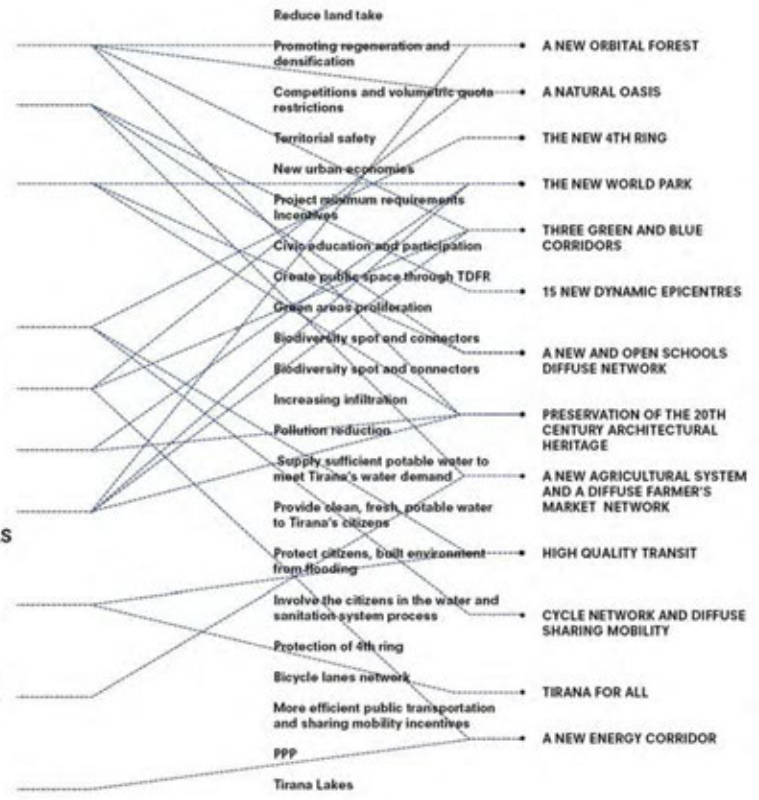 Reduce land take
Promoting regeneration and
densification
Competitions and volumetric quota
restrictions
Territorial safety
New urban economies
Project minimum requirements
Incentives
Civic education and participation
Create public space through TDFR
Green areas proliferation
Biodiversity spot and connectors
Biodiversity spot and connectors
Increasing infiltration
Pollution reduction
Supply sufficient potable water to
meet Tirana's water demand
Provide clean, fresh, potable water
to Tirana's citizens
Protect citizens, built environment
from flooding
Involve the citizens in the water and
sanitation system process
Protection of 4th ring
Bicycle lanes network
More efficient public transportation
and sharing mobility incentives
PPP
Tirana Lakes
S
A NEW ORBITAL FOREST
A NATURAL OASIS
THE NEW 4TH RING
THE NEW WORLD PARK
THREE GREEN AND BLUE
CORRIDORS
15 NEW DYNAMIC EPICENTRES
A NEW AND OPEN SCHOOLS
DIFFUSE NETWORK
PRESERVATION OF THE 20TH
CENTURY ARCHITECTURAL
HERITAGE
A NEW AGRICULTURAL SYSTEM
AND A DIFFUSE FARMER'S
MARKET NETWORK
HIGH QUALITY TRANSIT
CYCLE NETWORK AND DIFFUSE
SHARING MOBILITY
TIRANA FOR ALL
A NEW ENERGY CORRIDOR